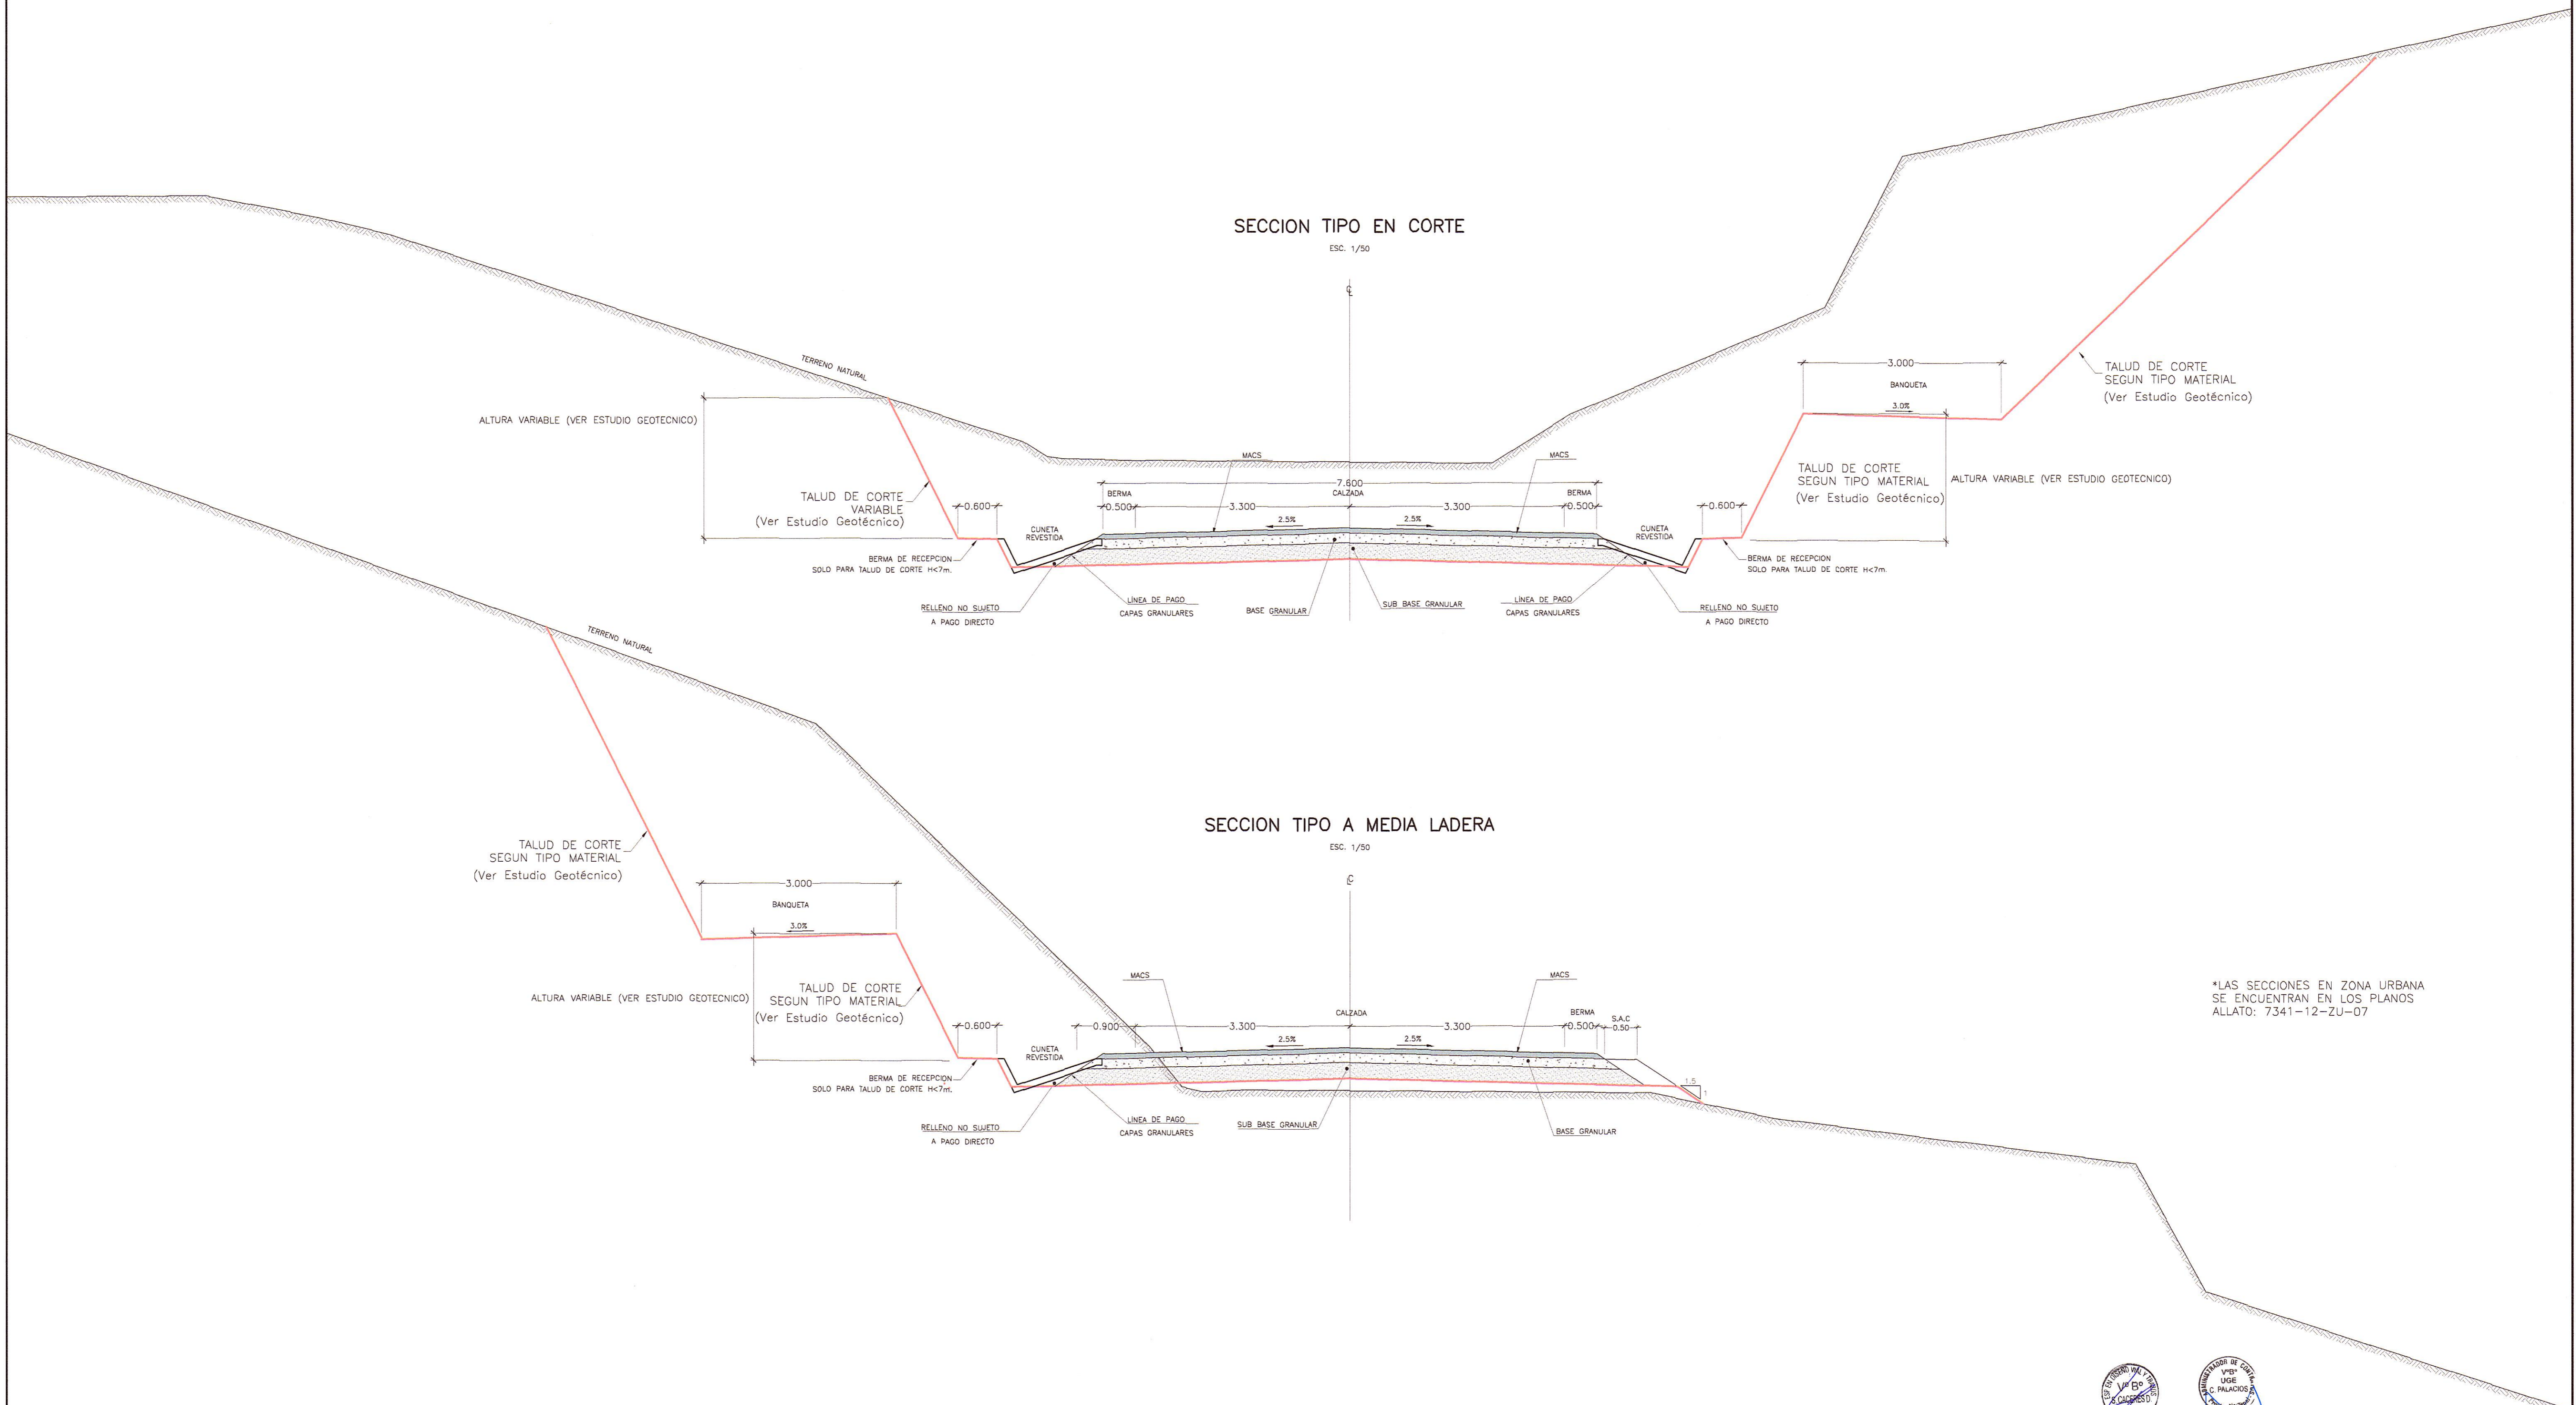 SECCION TIPO EN CORTE
ESC. 1/50
TERRENO NATURAL
3.000
BANQUETA
3.0%
TALUD DE CORTE
SEGUN TIPO MATERIAL
(Ver Estudio Geotécnico)
ALTURA VARIABLE (VER ESTUDIO GEOTECNICO)
MACS
MACS
TALUD DE CORTE
SEGUN TIPO MATERIAL
(Ver Estudio Geotécnico)
ALTURA VARIABLE (VER ESTUDIO GEOTECNICO)
7.600
BERMA
CALZADA
BERMA
TALUD DE CORTE
VARIABLE
(Ver Estudio Geotécnico)
0.600
0.500
3.300
3.300
0.500
0.600
2.5%
2.5%
CUNETA
REVESTIDA
CUNETA
REVESTIDA
BERMA DE RECEPCION
SOLO PARA TALUD DE CORTE H<7m.
BERMA DE RECEPCION
SOLO PARA TALUD DE CORTE H<7m.
RELLENO NO SUJETO
A PAGO DIRECTO
LINEA DE PAGO
CAPAS GRANULARES
BASE GRANULAR
SUB BASE GRANULAR
LINEA DE PAGO
CAPAS GRANULARES
RELLENO NO SUJETO
A PAGO DIRECTO
TERRENO NATURAL
SECCION TIPO A MEDIA LADERA
ESC. 1/50
TALUD DE CORTE
SEGUN TIPO MATERIAL
(Ver Estudio Geotécnico)
3.000
BANQUETA
3.0%
MACS
MACS
ALTURA VARIABLE (VER ESTUDIO GEOTECNICO)
TALUD DE CORTE
SEGUN TIPO MATERIAL
(Ver Estudio Geotécnico)
*LAS SECCIONES EN ZONA URBANA
SE ENCUENTRAN EN LOS PLANOS
ALLATO: 7341-12-ZU-07
CALZADA
BERMA
S.A.C
0.600
0.900
3.300
3.300
0.500
0.50
2.5%
2.5%
CUNETA
REVESTIDA
BERMA DE RECEPCION
SOLO PARA TALUD DE CORTE H<7m.
1.5
1
RELLENO NO SUJETO
A PAGO DIRECTO
LINEA DE PAGO
CAPAS GRANULARES
SUB BASE GRANULAR
BASE GRANULAR
VºBº
S. CACERES D.
VºBº
UGE
C. PALACIOS